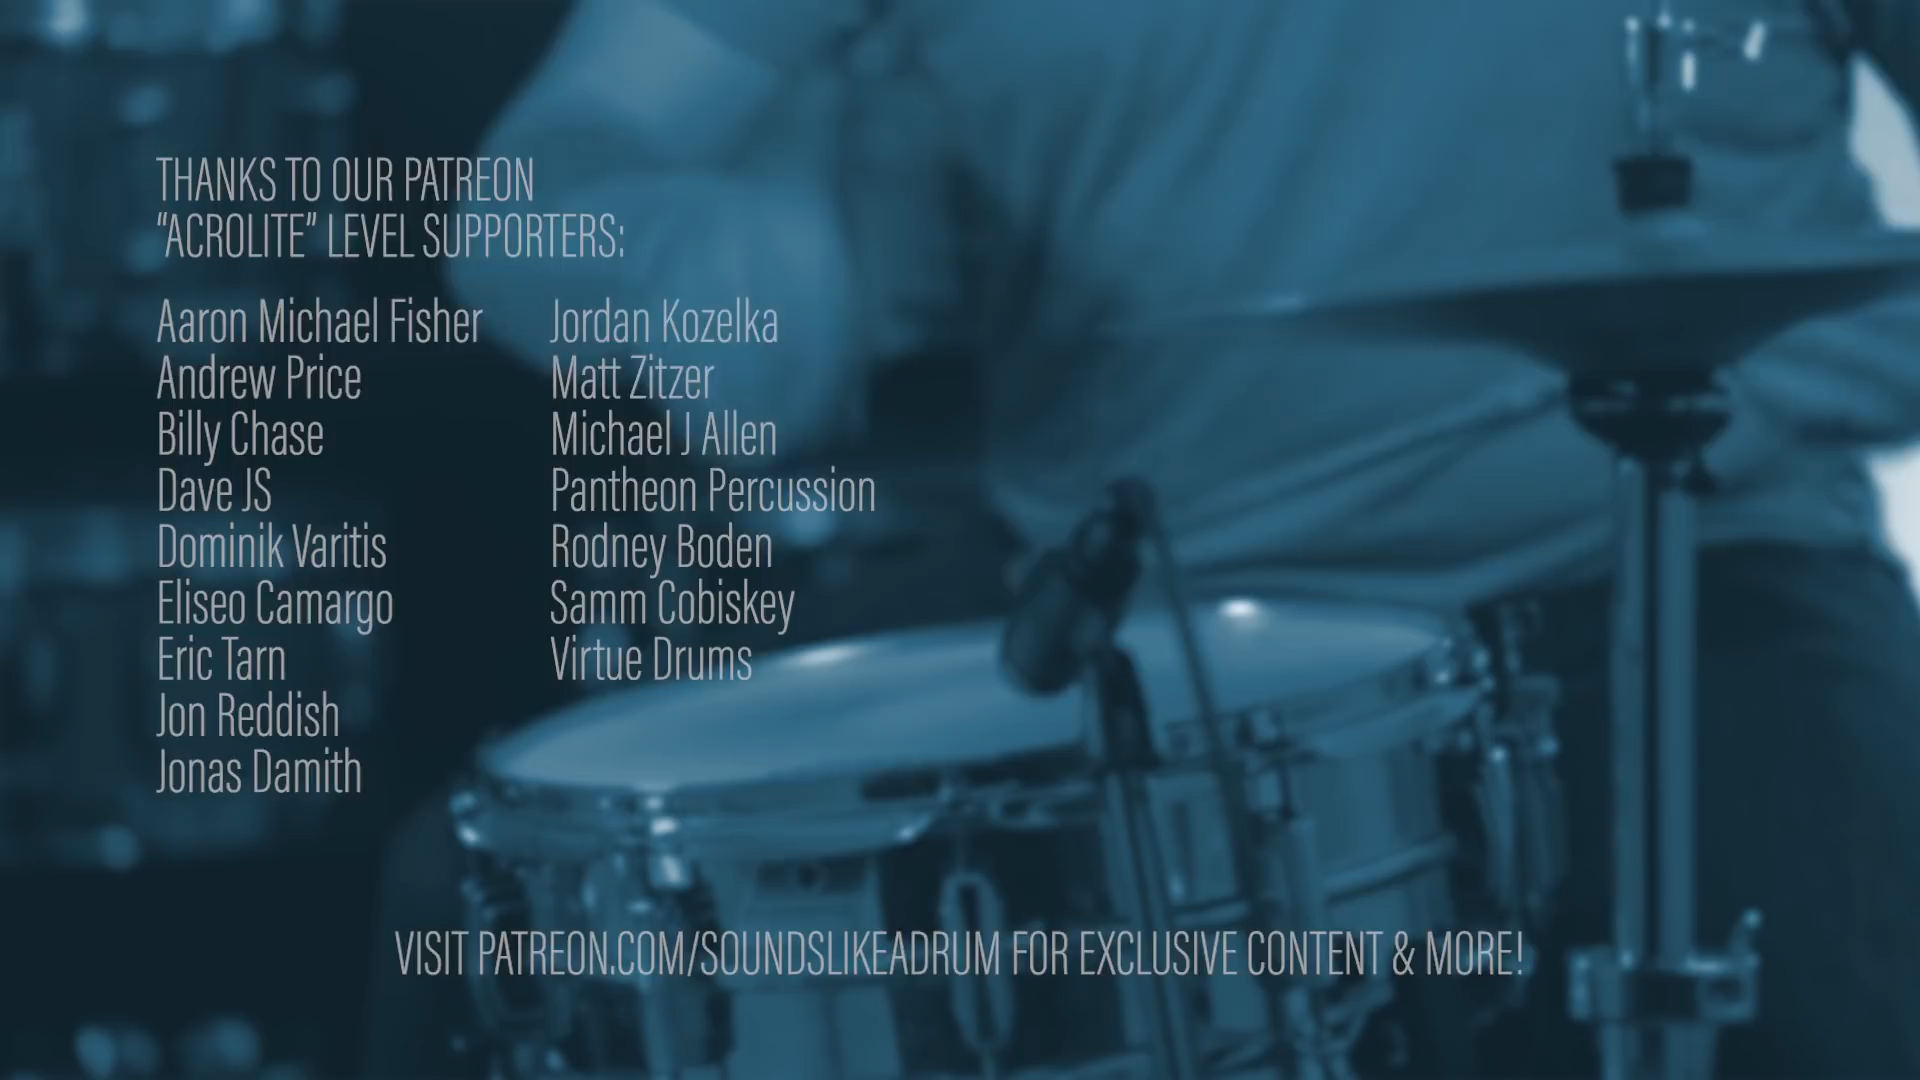 THANKS TO OUR PATREON
“ACROLITE” LEVEL SUPPORTERS:
Aaron Michael Fisher
Andrew Price
Billy Chase
Dave JS
Dominik Varitis
Eliseo Camargo
Eric Tarn
Jon Reddish
Jonas Damith
Jordan Kozelka
Matt Zitzer
Michael J Allen
Pantheon Percussion
Rodney Boden
Samm Cobiskey
Virtue Drums
VISIT PATREON.COM/SOUNDSLIKEADRUM FOR EXCLUSIVE CONTENT & MORE!